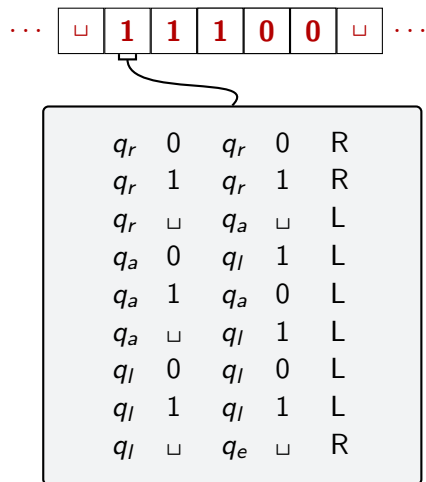 ··· ␣ 1 1 1 0 0 ␣ ···
q_r 0 q_r 0 R
q_r 1 q_r 1 R
q_r ␣ q_a ␣ L
q_a 0 q_l 1 L
q_a 1 q_a 0 L
q_a ␣ q_l 1 L
q_l 0 q_l 0 L
q_l 1 q_l 1 L
q_l ␣ q_e ␣ R